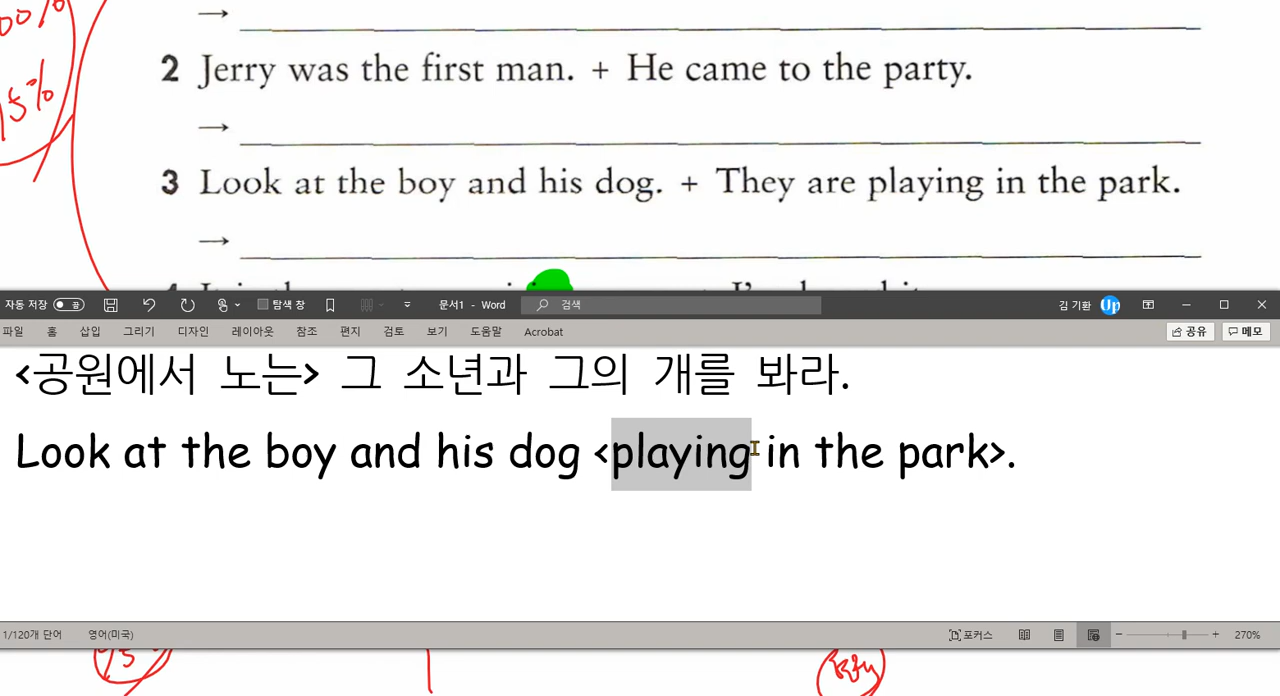 00%
15%
→
2 Jerry was the first man. + He came to the party.
→
3 Look at the boy and his dog. + They are playing in the park.
→
자동 저장 끔 탐색 창 문서1 - Word 검색 김 기환 Up
파일 홈 삽입 그리기 디자인 레이아웃 참조 편지 검토 보기 도움말 Acrobat 공유 메모
<공원에서 노는> 그 소년과 그의 개를 봐라.
Look at the boy and his dog <playing in the park>.
1/120개 단어 영어(미국) 포커스 270%